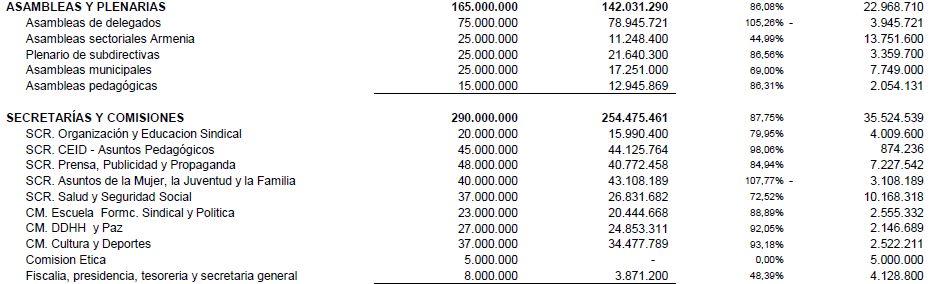 ASAMBLEAS Y PLENARIAS 165.000.000 142.031.290 86,08% 22.968.710
Asambleas de delegados 75.000.000 78.945.721 105,26% - 3.945.721
Asambleas sectoriales Armenia 25.000.000 11.248.400 44,99% 13.751.600
Plenario de subdirectivas 25.000.000 21.640.300 86,56% 3.359.700
Asambleas municipales 25.000.000 17.251.000 69,00% 7.749.000
Asambleas pedagógicas 15.000.000 12.945.869 86,31% 2.054.131
SECRETARÍAS Y COMISIONES 290.000.000 254.475.461 87,75% 35.524.539
SCR. Organización y Educacion Sindical 20.000.000 15.990.400 79,95% 4.009.600
SCR. CEID - Asuntos Pedagógicos 45.000.000 44.125.764 98,06% 874.236
SCR. Prensa, Publicidad y Propaganda 48.000.000 40.772.458 84,94% 7.227.542
SCR. Asuntos de la Mujer, la Juventud y la Familia 40.000.000 43.108.189 107,77% - 3.108.189
SCR. Salud y Seguridad Social 37.000.000 26.831.682 72,52% 10.168.318
CM. Escuela Formc. Sindical y Politica 23.000.000 20.444.668 88,89% 2.555.332
CM. DDHH y Paz 27.000.000 24.853.311 92,05% 2.146.689
CM. Cultura y Deportes 37.000.000 34.477.789 93,18% 2.522.211
Comision Etica 5.000.000 - 0,00% 5.000.000
Fiscalia, presidencia, tesoreria y secretaria general 8.000.000 3.871.200 48,39% 4.128.800